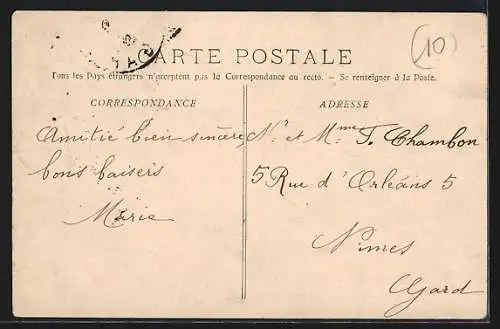 CARTE POSTALE
(10)
Tous les Pays étrangers n'acceptent pas la Correspondance au recto. – Se renseigner à la Poste.
CORRESPONDANCE
Amitié bien sincère,
bons baisers
Marie
ADRESSE
Mr et Mme F. Chambon
5 Rue d'Orléans 5
Nimes
Gard